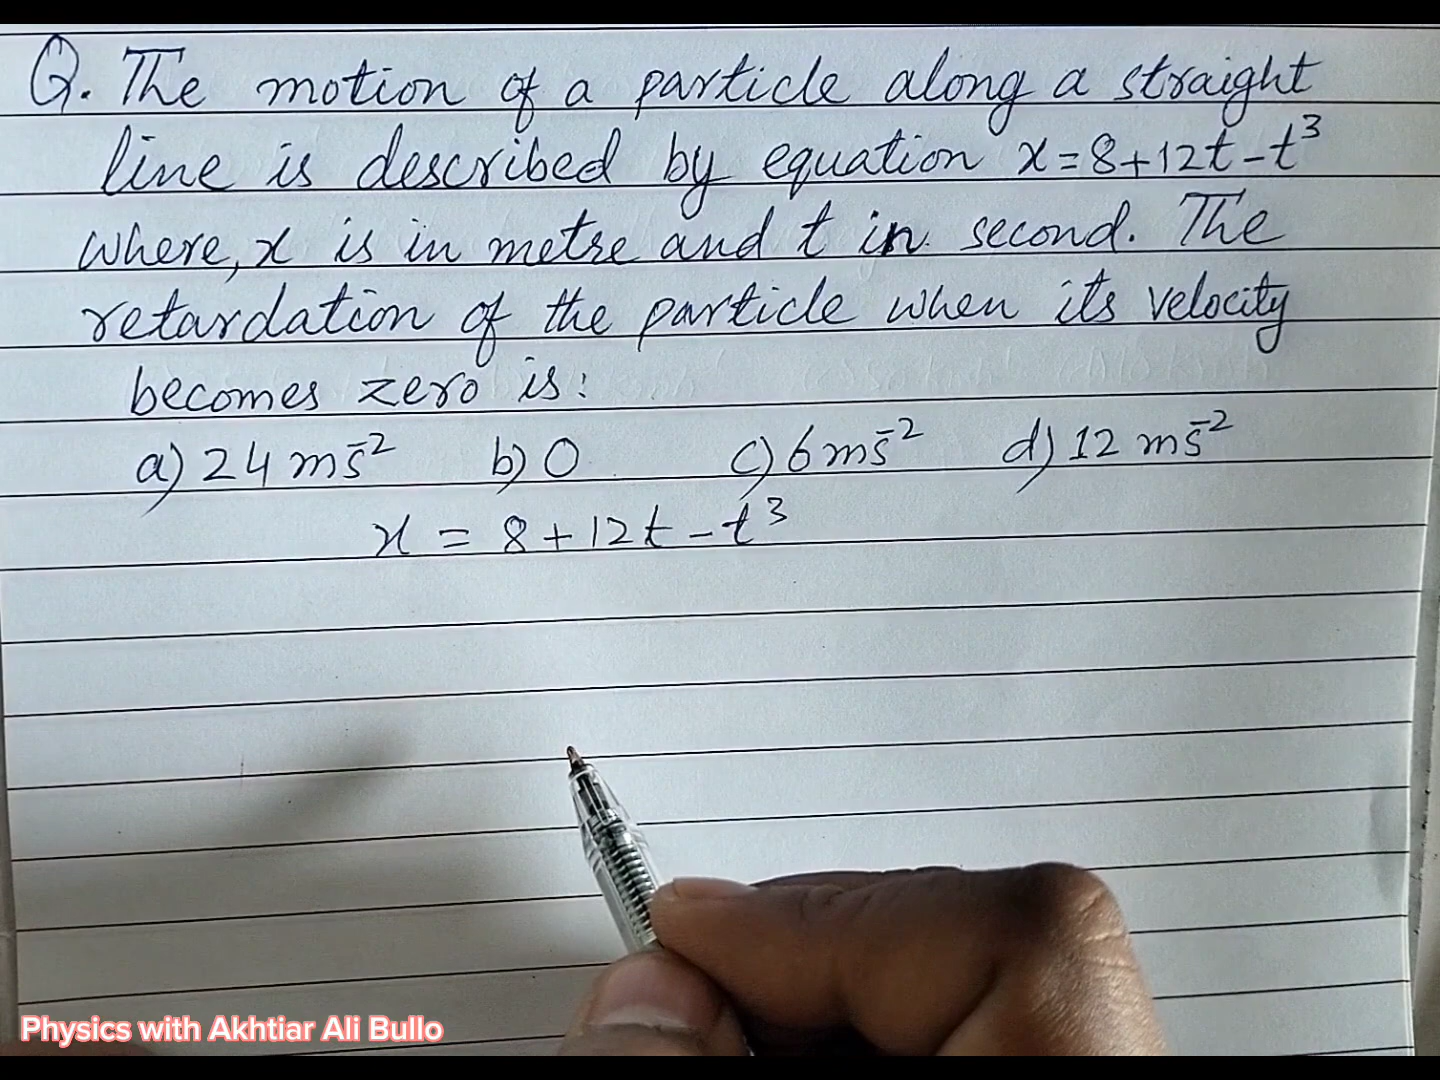 Q. The motion of a particle along a straight
line is described by equation x=8+12t-t³
where, x is in metre and t in second. The
retardation of the particle when its velocity
becomes zero is:
a) 24 ms⁻² b) 0 c) 6 ms⁻² d) 12 ms⁻²
x = 8+12t-t³
Physics with Akhtiar Ali Bullo